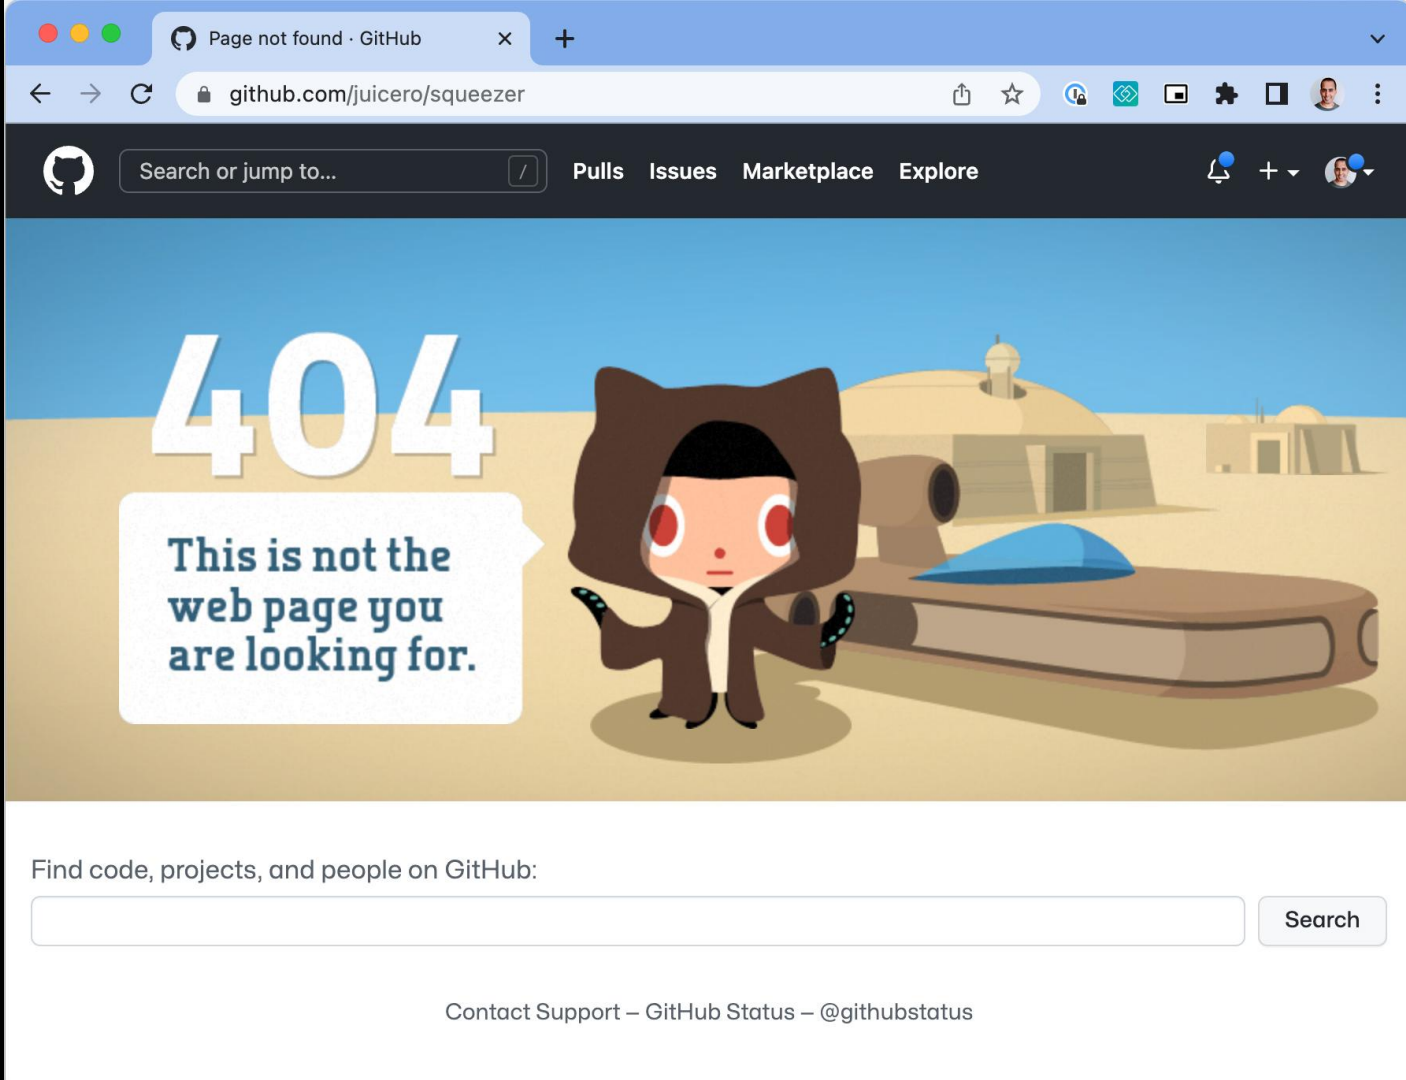 Page not found · GitHub
github.com/juicero/squeezer
Search or jump to... /
Pulls Issues Marketplace Explore
404
This is not the
web page you
are looking for.
Find code, projects, and people on GitHub:
Search
Contact Support — GitHub Status — @githubstatus